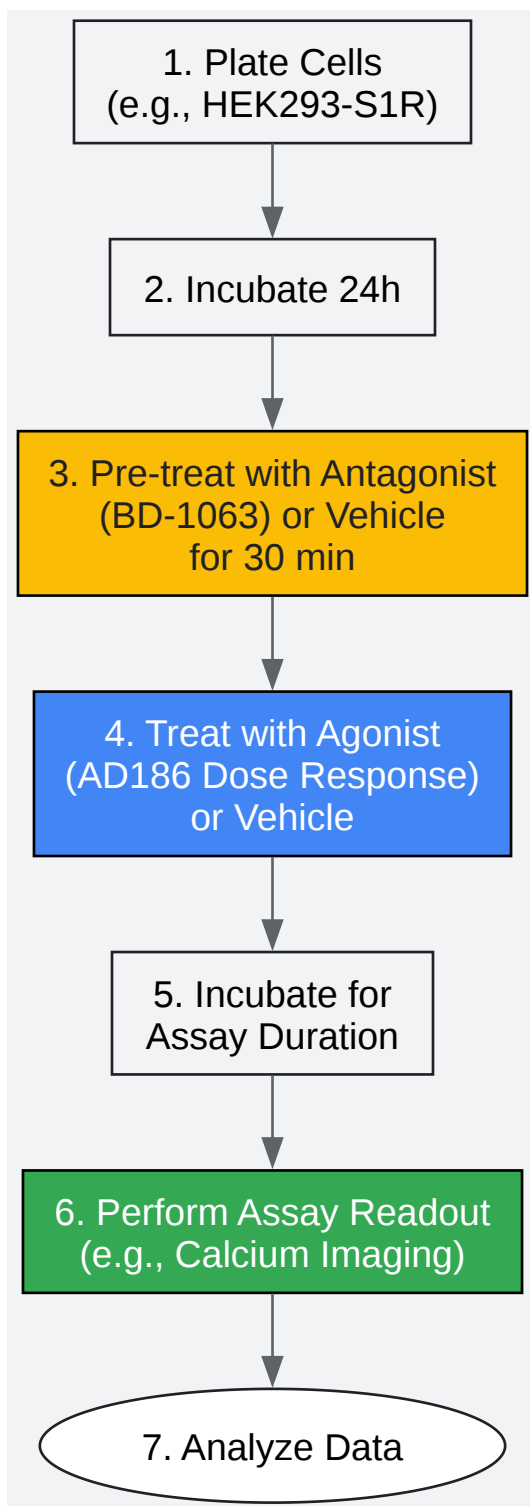 1. Plate Cells
(e.g., HEK293-S1R)
2. Incubate 24h
3. Pre-treat with Antagonist
(BD-1063) or Vehicle
for 30 min
4. Treat with Agonist
(AD186 Dose Response)
or Vehicle
5. Incubate for
Assay Duration
6. Perform Assay Readout
(e.g., Calcium Imaging)
7. Analyze Data